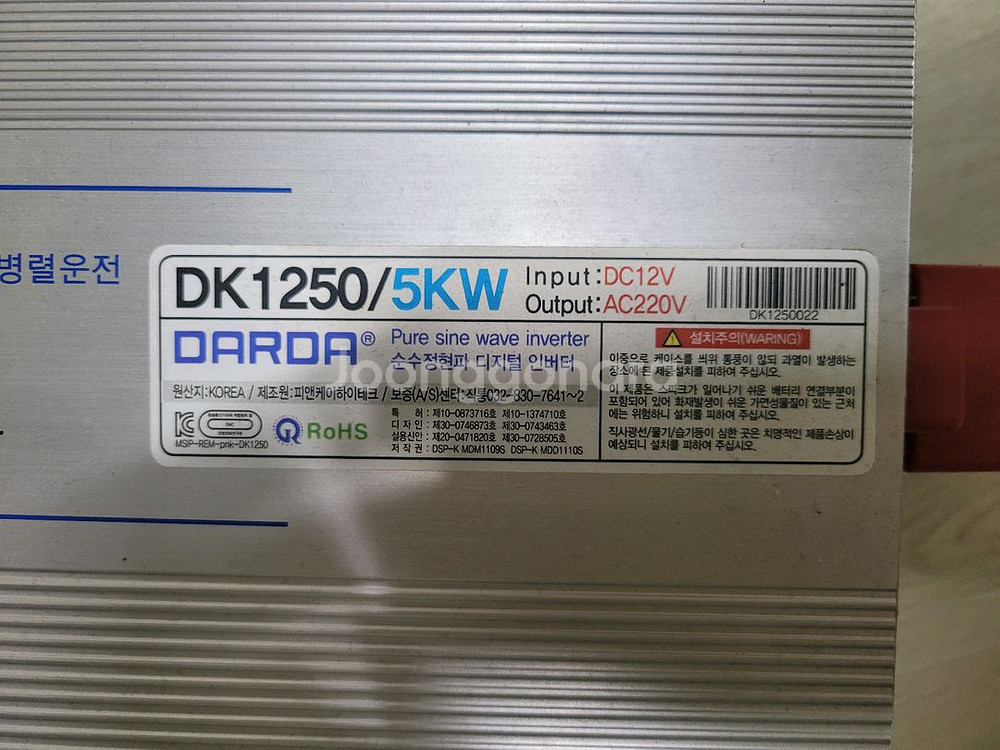 병렬운전
DK1250/5KW
Input:DC12V
Output:AC220V
DK1250022
DARDA®
Pure sine wave inverter
순수정현파 디지털 인버터
원산지:KOREA / 제조원:피앤케이하이테크 / 보증(A/S)센터:직통032-830-7641~2
MSIP-REM-pnk-DK1250
RoHS
특 허 : 제10-0873716호 제10-1374710호
디 자 인 : 제30-0746873호 제30-0743463호
실용신안 : 제20-0471820호 제30-0728505호
저 작 권 : DSP-K MDM1109S DSP-K MDD1110S
설치주의(WARING)
이중으로 케이스를 씌워 통풍이 않되 과열이 발생하는
장소에 본 제품설치를 피하여 주십시오.
이 제품은 스파크가 일어나기 쉬운 배터리 연결부분이
포함되어 있어 화재발생이 쉬운 가연성물질이 있는 근처
에는 위험하니 설치를 피하여 주십시오.
직사광선/물기/습기등이 심한 곳은 치명적인 제품손상이
예상되니 설치를 피하여 주십시오.
Joonggonara